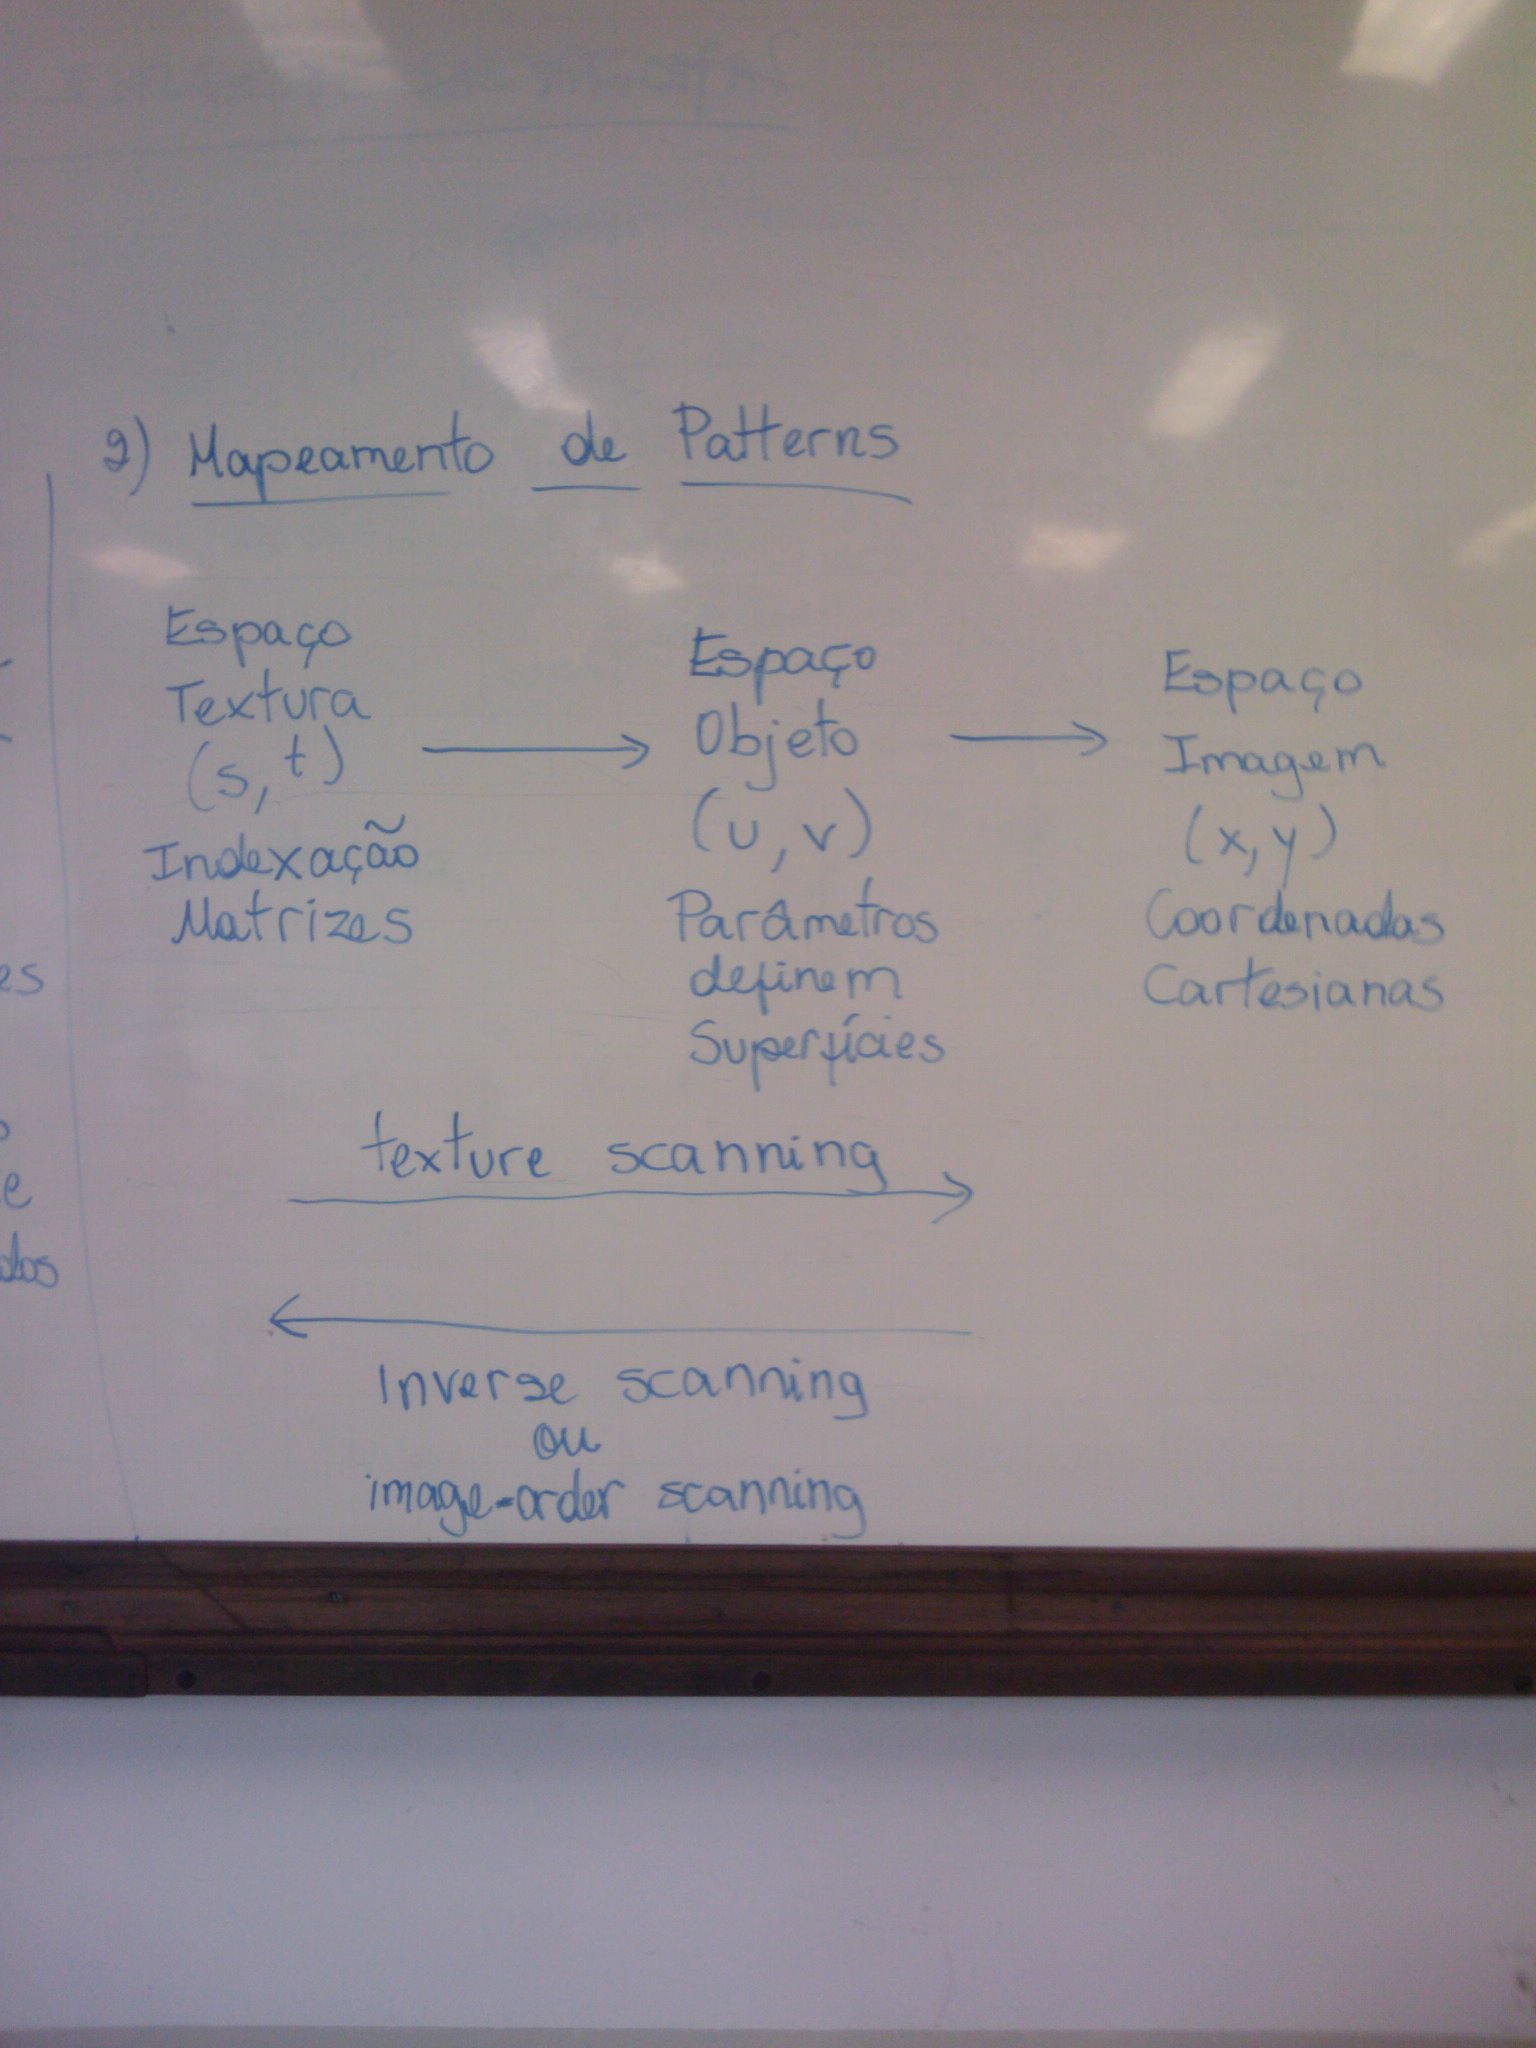 2) Mapeamento de Patterns
Espaço
Textura
(s, t)
Indexação
Matrizes
Espaço
Objeto
(u, v)
Parâmetros
definem
Superfícies
Espaço
Imagem
(x, y)
Coordenadas
Cartesianas
texture scanning
Inverse scanning
ou
image-order scanning
es
e
dos